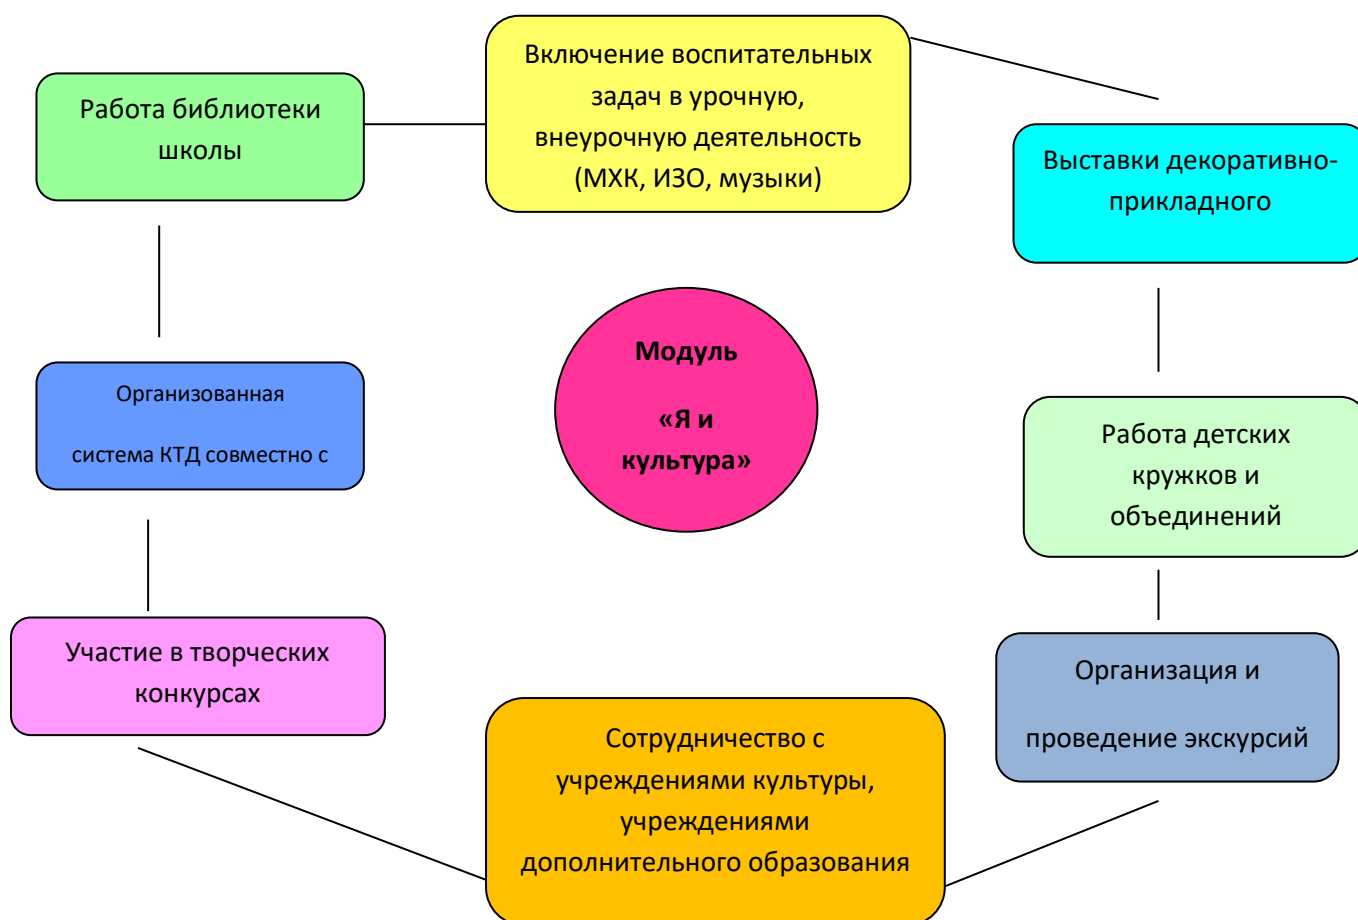 Включение воспитательных
задач в урочную,
внеурочную деятельность
(МХК, ИЗО, музыки)
Работа библиотеки
школы
Выставки декоративно-
прикладного
Модуль
«Я и
культура»
Организованная
система КТД совместно с
Работа детских
кружков и
объединений
Участие в творческих
конкурсах
Организация и
проведение экскурсий
Сотрудничество с
учреждениями культуры,
учреждениями
дополнительного образования